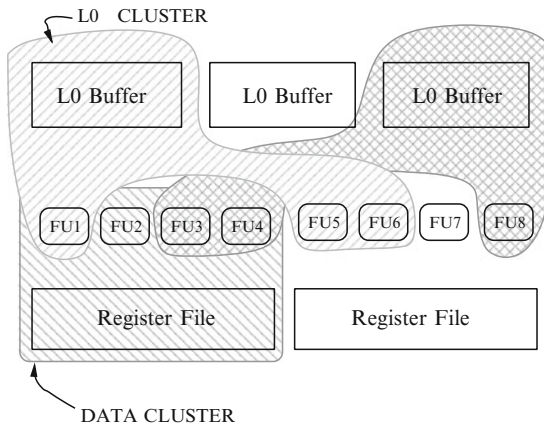 L0 CLUSTER
L0 Buffer L0 Buffer L0 Buffer
FU1 FU2 FU3 FU4 FU5 FU6 FU7 FU8
Register File Register File
DATA CLUSTER